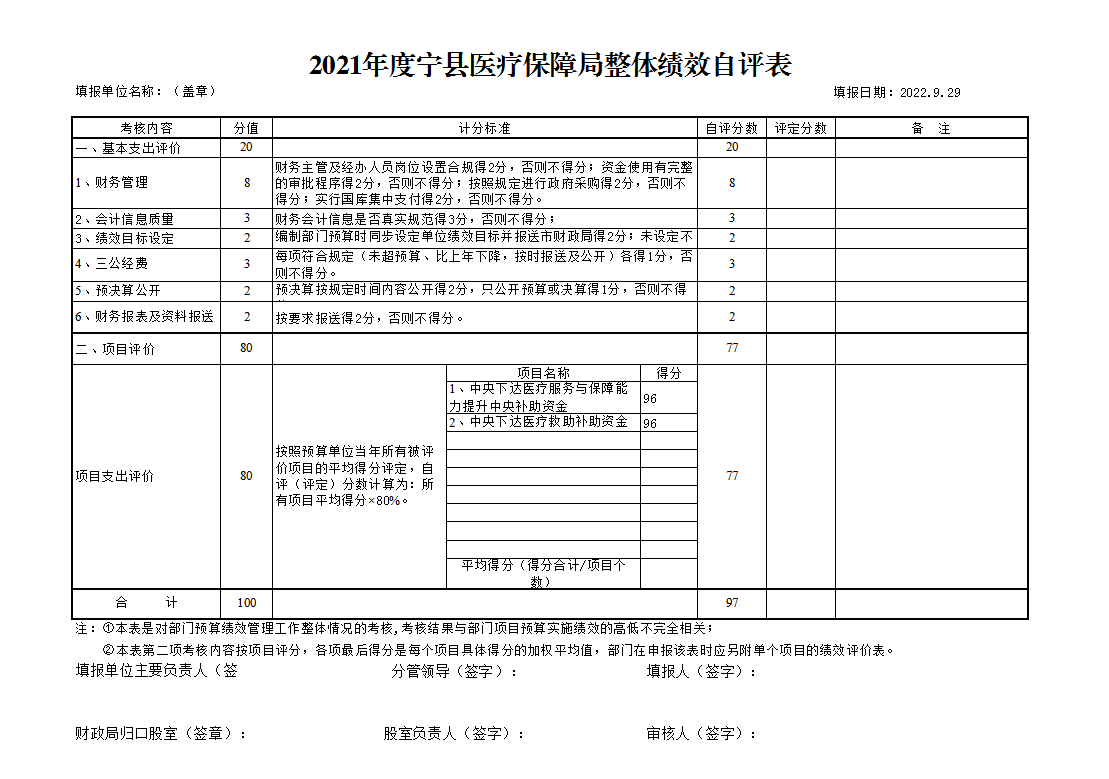 2021年度宁县医疗保障局整体绩效自评表
填报单位名称：（盖章） 填报日期：2022.9.29
考核内容 分值 计分标准 自评分数 评定分数 备 注
一、基本支出评价 20 20
1、财务管理 8 财务主管及经办人员岗位设置合规得2分，否则不得分；资金使用有完整 8
的审批程序得2分，否则不得分；按照规定进行政府采购得2分，否则不
得分；实行国库集中支付得2分，否则不得分。
2、会计信息质量 3 财务会计信息是否真实规范得3分，否则不得分； 3
3、绩效目标设定 2 编制部门预算时同步设定单位绩效目标并报送市财政局得2分；未设定不 2
4、三公经费 3 每项符合规定（未超预算、比上年下降，按时报送及公开）各得1分，否 3
则不得分。
5、预决算公开 2 预决算按规定时间内容公开得2分，只公开预算或决算得1分，否则不得 2
6、财务报表及资料报送 2 按要求报送得2分，否则不得分。 2
二、项目评价 80 77
项目名称 得分
1、中央下达医疗服务与保障能 96
力提升中央补助资金
2、中央下达医疗救助补助资金 96
项目支出评价 80 77
按照预算单位当年所有被评
价项目的平均得分评定，自
评（评定）分数计算为：所
有项目平均得分×80%。
平均得分（得分合计/项目个
数）
合 计 100 97
注：①本表是对部门预算绩效管理工作整体情况的考核,考核结果与部门项目预算实施绩效的高低不完全相关；
②本表第二项考核内容按项目评分，各项最后得分是每个项目具体得分的加权平均值，部门在申报该表时应另附单个项目的绩效评价表。
填报单位主要负责人（签 分管领导（签字）： 填报人（签字）：
财政局归口股室（签章）： 股室负责人（签字）： 审核人（签字）：